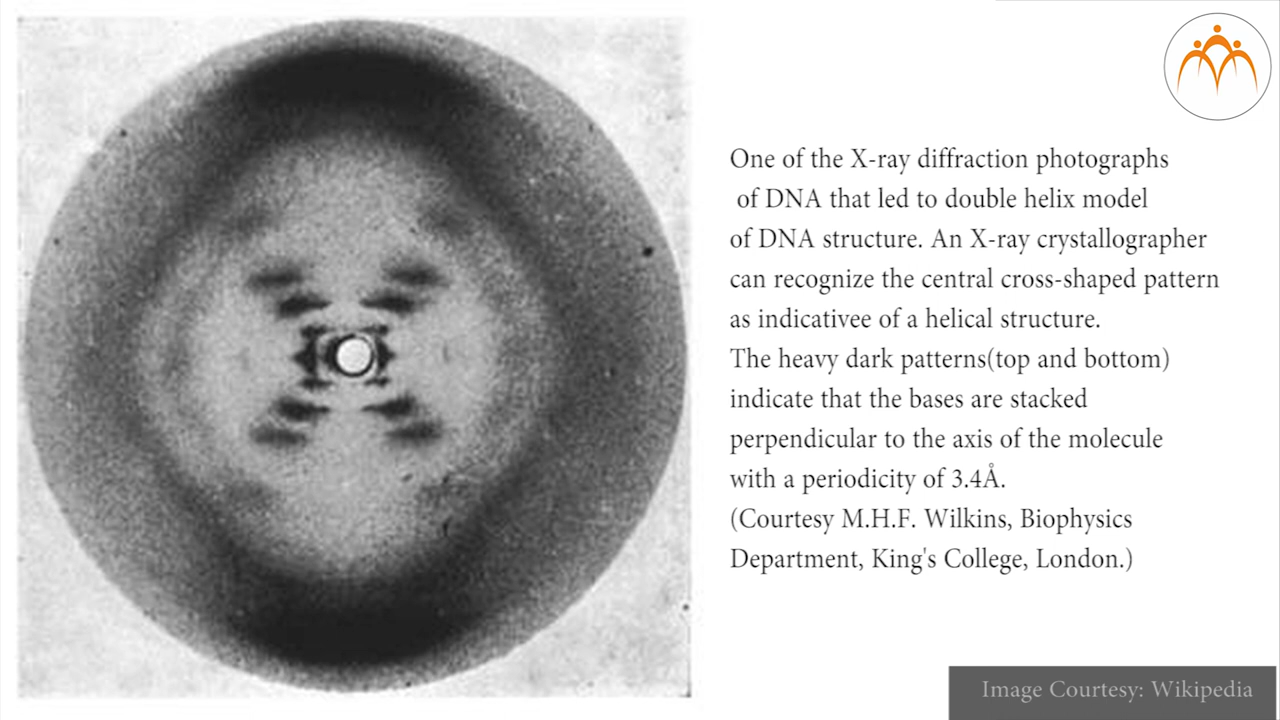 One of the X-ray diffraction photographs
of DNA that led to double helix model
of DNA structure. An X-ray crystallographer
can recognize the central cross-shaped pattern
as indicativee of a helical structure.
The heavy dark patterns(top and bottom)
indicate that the bases are stacked
perpendicular to the axis of the molecule
with a periodicity of 3.4Å.
(Courtesy M.H.F. Wilkins, Biophysics
Department, King's College, London.)
Image Courtesy: Wikipedia